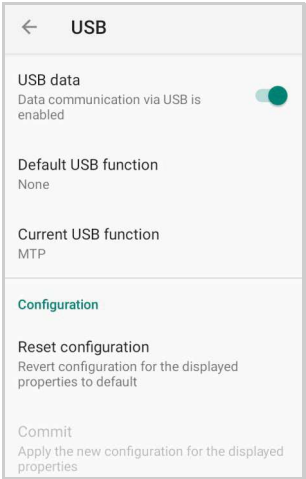 USB
USB data
Data communication via USB is
enabled
Default USB function
None
Current USB function
MTP
Configuration
Reset configuration
Revert configuration for the displayed
properties to default
Commit
Apply the new configuration for the displayed
properties